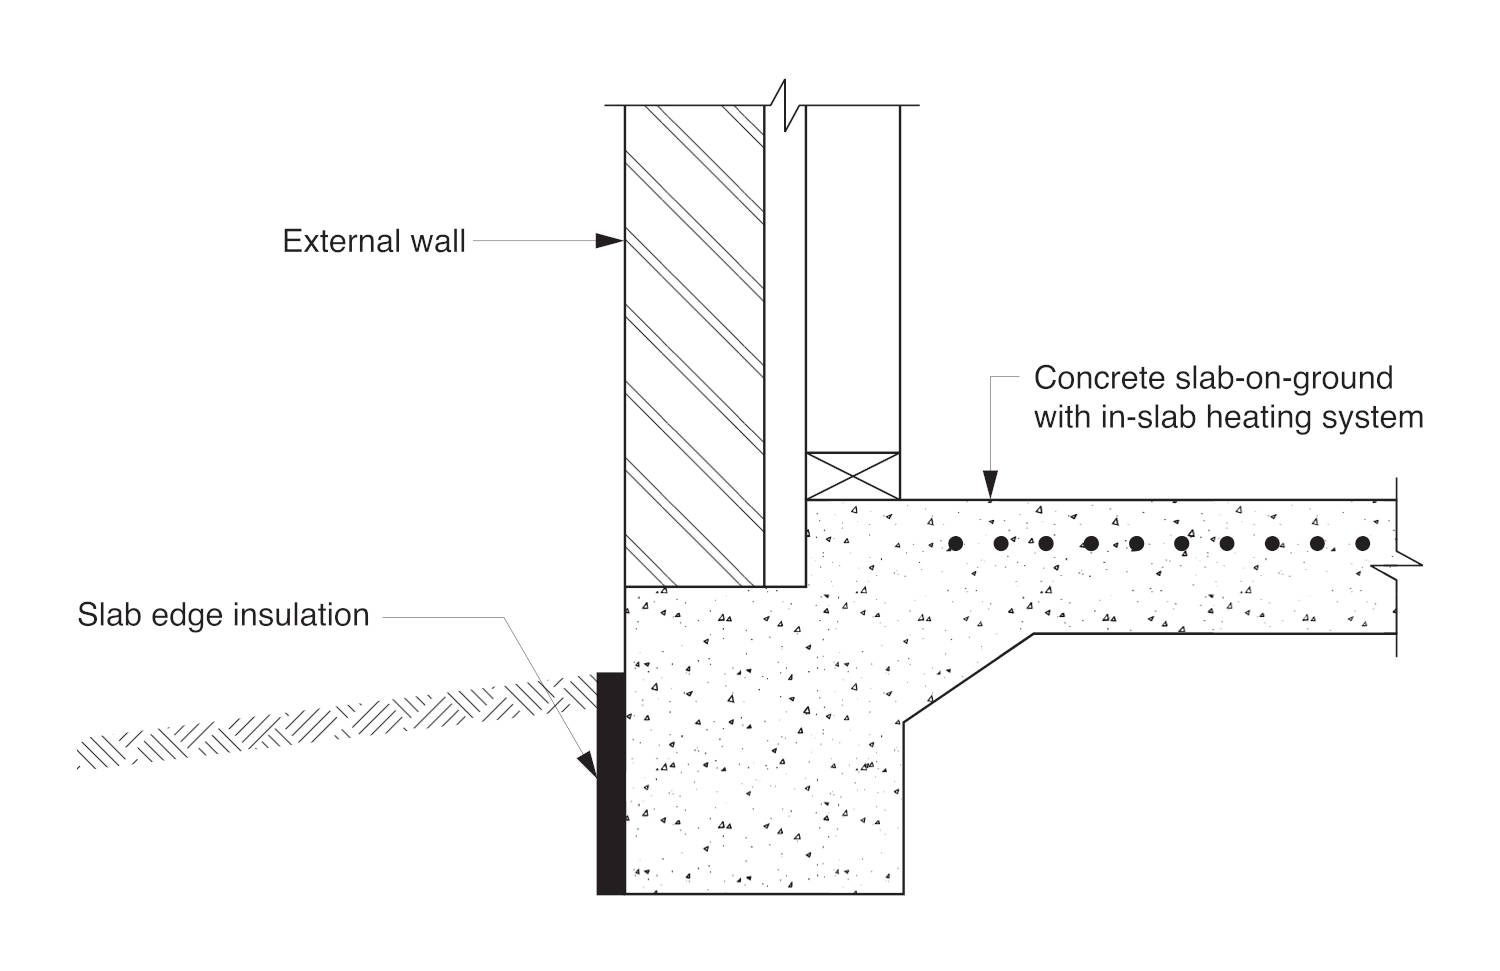 External wall
Concrete slab-on-ground
with in-slab heating system
Slab edge insulation